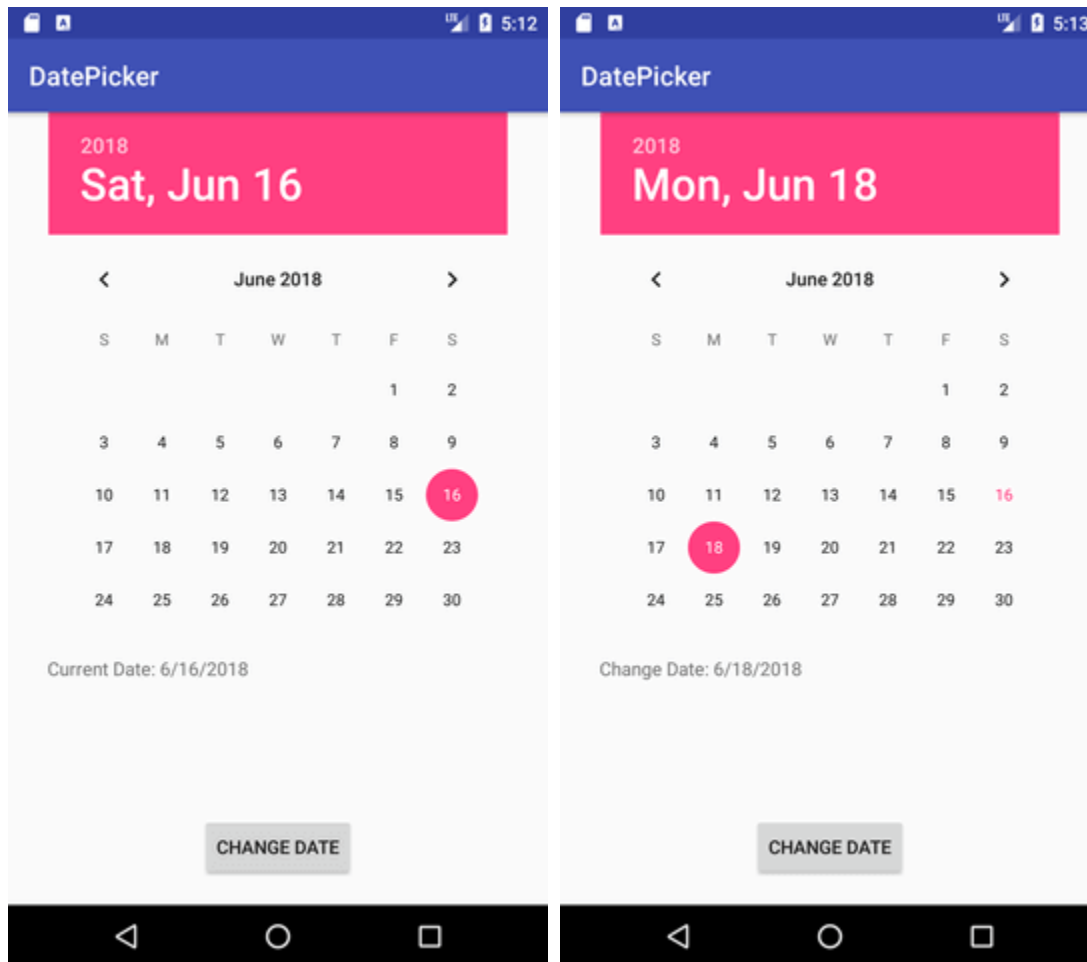 5:12
DatePicker
2018
Sat, Jun 16
June 2018
S M T W T F S
1 2
3 4 5 6 7 8 9
10 11 12 13 14 15 16
17 18 19 20 21 22 23
24 25 26 27 28 29 30
Current Date: 6/16/2018
CHANGE DATE
5:13
DatePicker
2018
Mon, Jun 18
June 2018
S M T W T F S
1 2
3 4 5 6 7 8 9
10 11 12 13 14 15 16
17 18 19 20 21 22 23
24 25 26 27 28 29 30
Change Date: 6/18/2018
CHANGE DATE